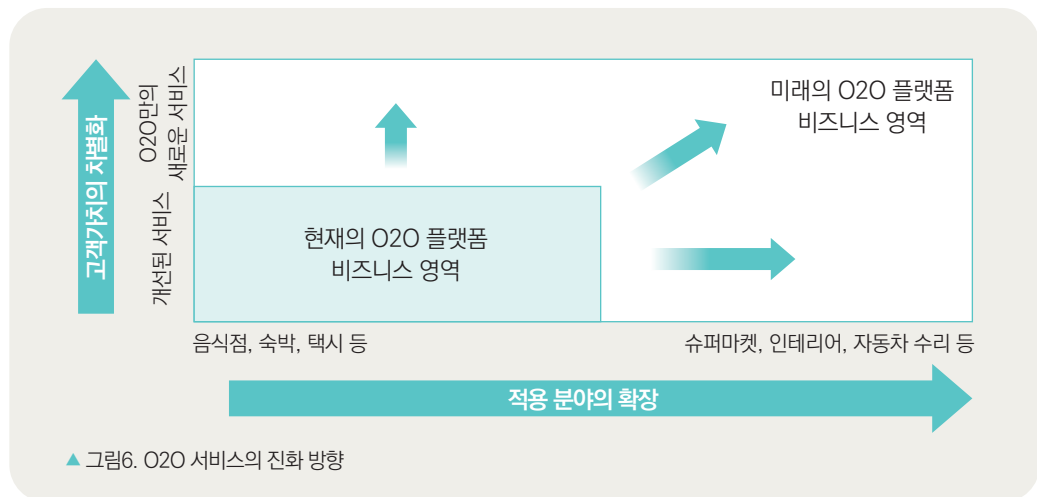 고객가치의 차별화
O2O만의
새로운 서비스
개선된 서비스
미래의 O2O 플랫폼
비즈니스 영역
현재의 O2O 플랫폼
비즈니스 영역
음식점, 숙박, 택시 등
슈퍼마켓, 인테리어, 자동차 수리 등
적용 분야의 확장
▲ 그림6. O2O 서비스의 진화 방향